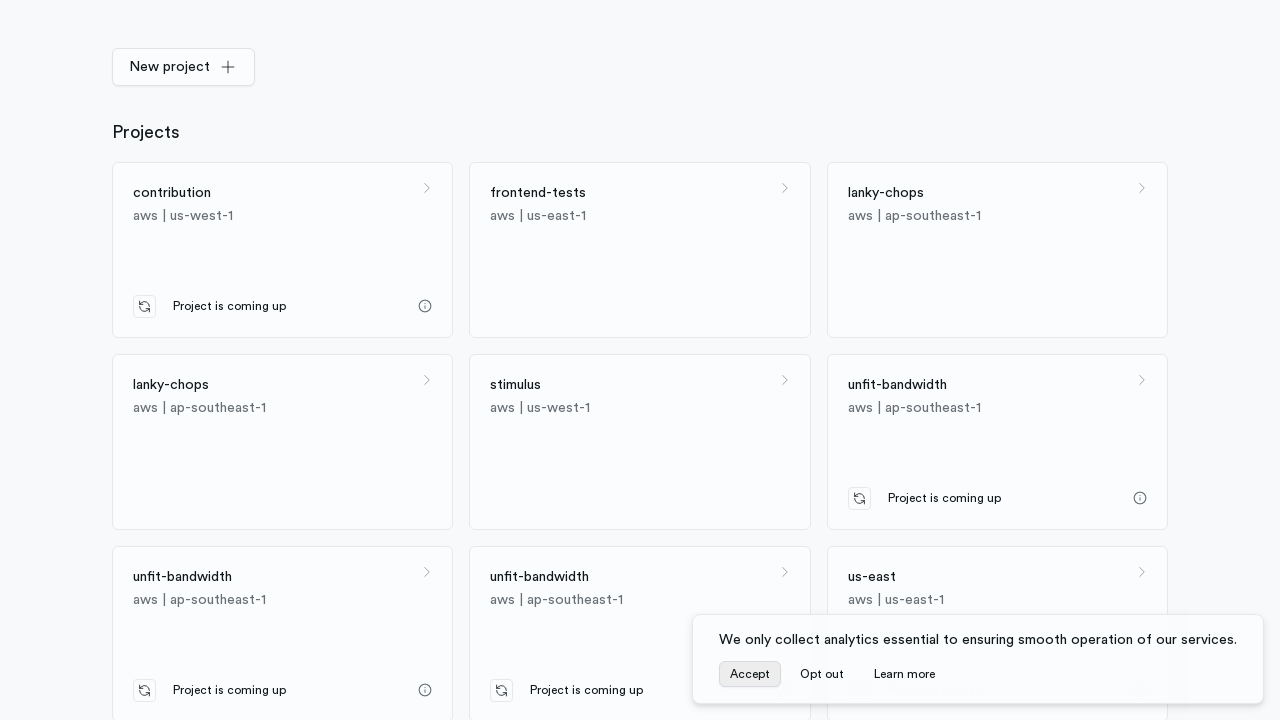 New project
Projects
contribution
aws | us-west-1
Project is coming up
frontend-tests
aws | us-east-1
lanky-chops
aws | ap-southeast-1
lanky-chops
aws | ap-southeast-1
stimulus
aws | us-west-1
unfit-bandwidth
aws | ap-southeast-1
Project is coming up
unfit-bandwidth
aws | ap-southeast-1
Project is coming up
unfit-bandwidth
aws | ap-southeast-1
Project is coming up
us-east
aws | us-east-1
We only collect analytics essential to ensuring smooth operation of our services.
Accept
Opt out
Learn more